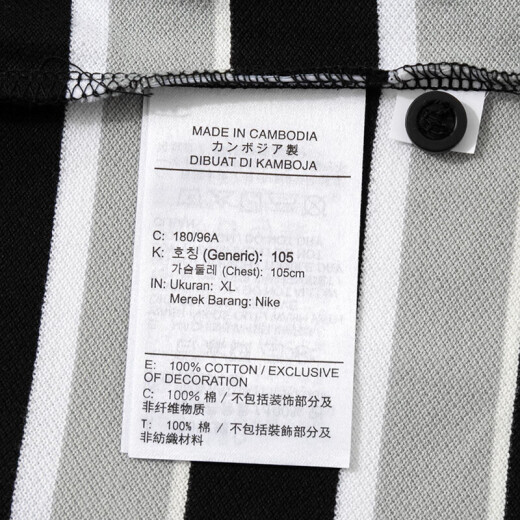 MADE IN CAMBODIA
カンボジア製
DIBUAT DI KAMBOJA
C: 180/96A
K: 호칭 (Generic): 105
가슴둘레 (Chest): 105cm
IN: Ukuran: XL
Merek Barang: Nike
E: 100% COTTON / EXCLUSIVE
OF DECORATION
C: 100% 棉 / 不包括装饰部分及
非纤维物质
T: 100% 棉 / 不包括裝飾部分及
非紡織材料